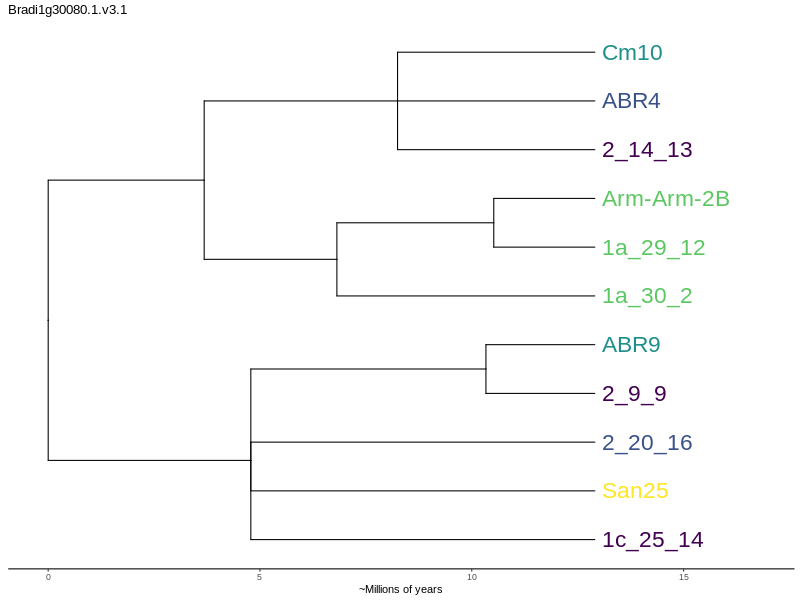 Bradi1g30080.1.v3.1
Cm10
ABR4
2_14_13
Arm-Arm-2B
1a_29_12
1a_30_2
ABR9
2_9_9
2_20_16
San25
1c_25_14
0 5 10 15
~Millions of years